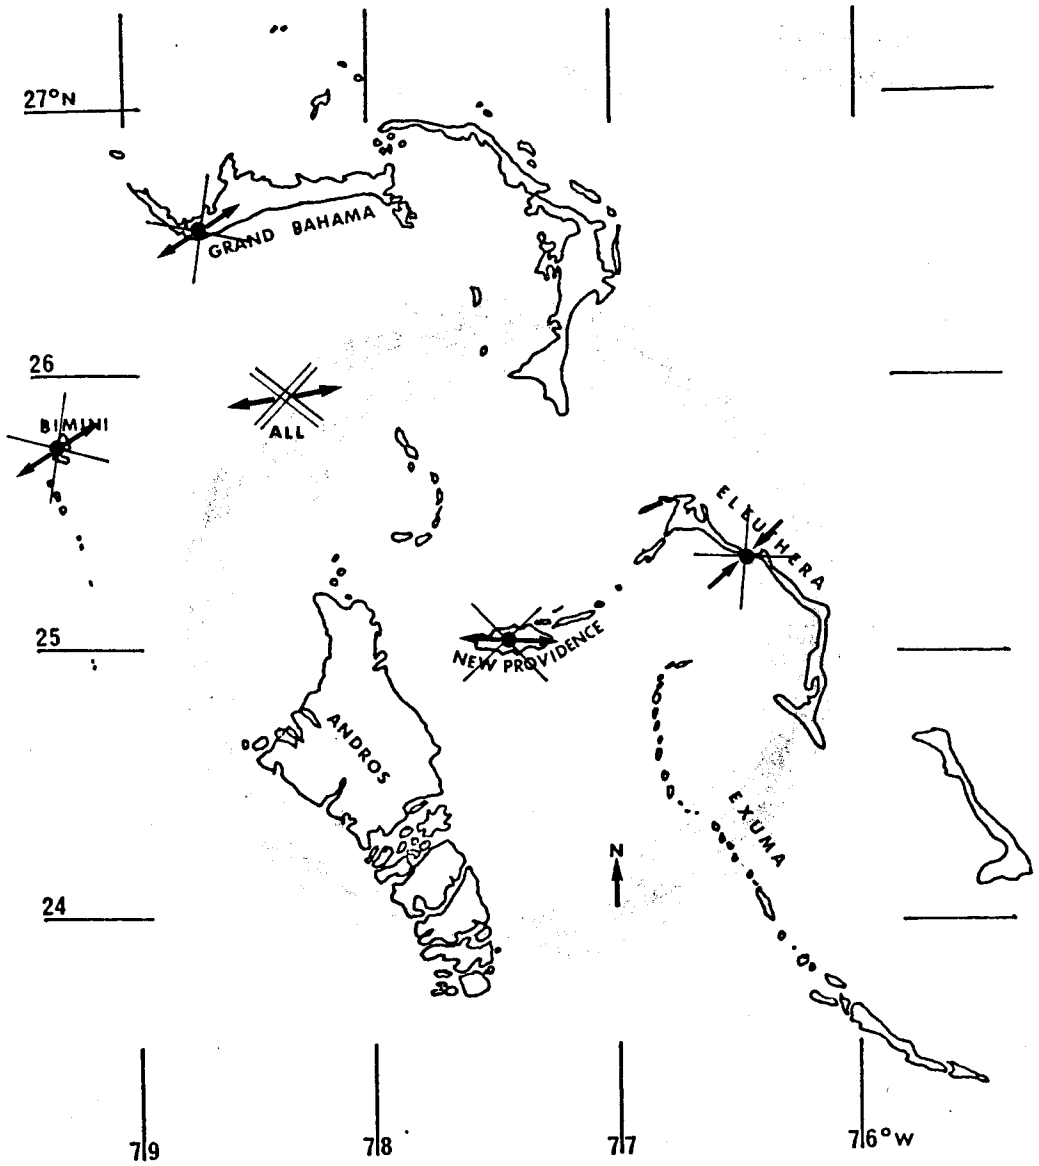 27°N
GRAND BAHAMA
26
BIMINI
ALL
ELEUTHERA
25
NEW PROVIDENCE
ANDROS
EXUMA
N
24
79
78
77
76°W